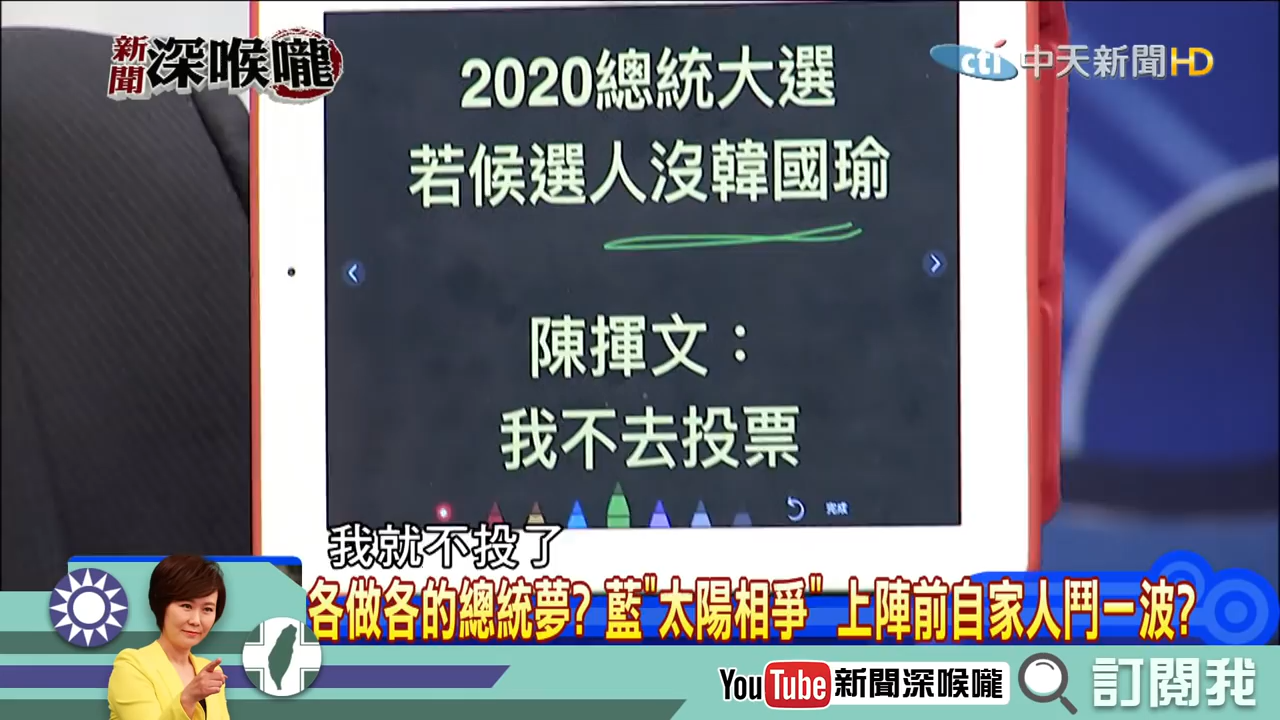 新聞深喉嚨
cti中天新聞HD
2020總統大選
若候選人沒韓國瑜
陳揮文：
我不去投票
完成
我就不投了
各做各的總統夢? 藍"太陽相爭" 上陣前自家人鬥一波?
YouTube新聞深喉嚨
訂閱我